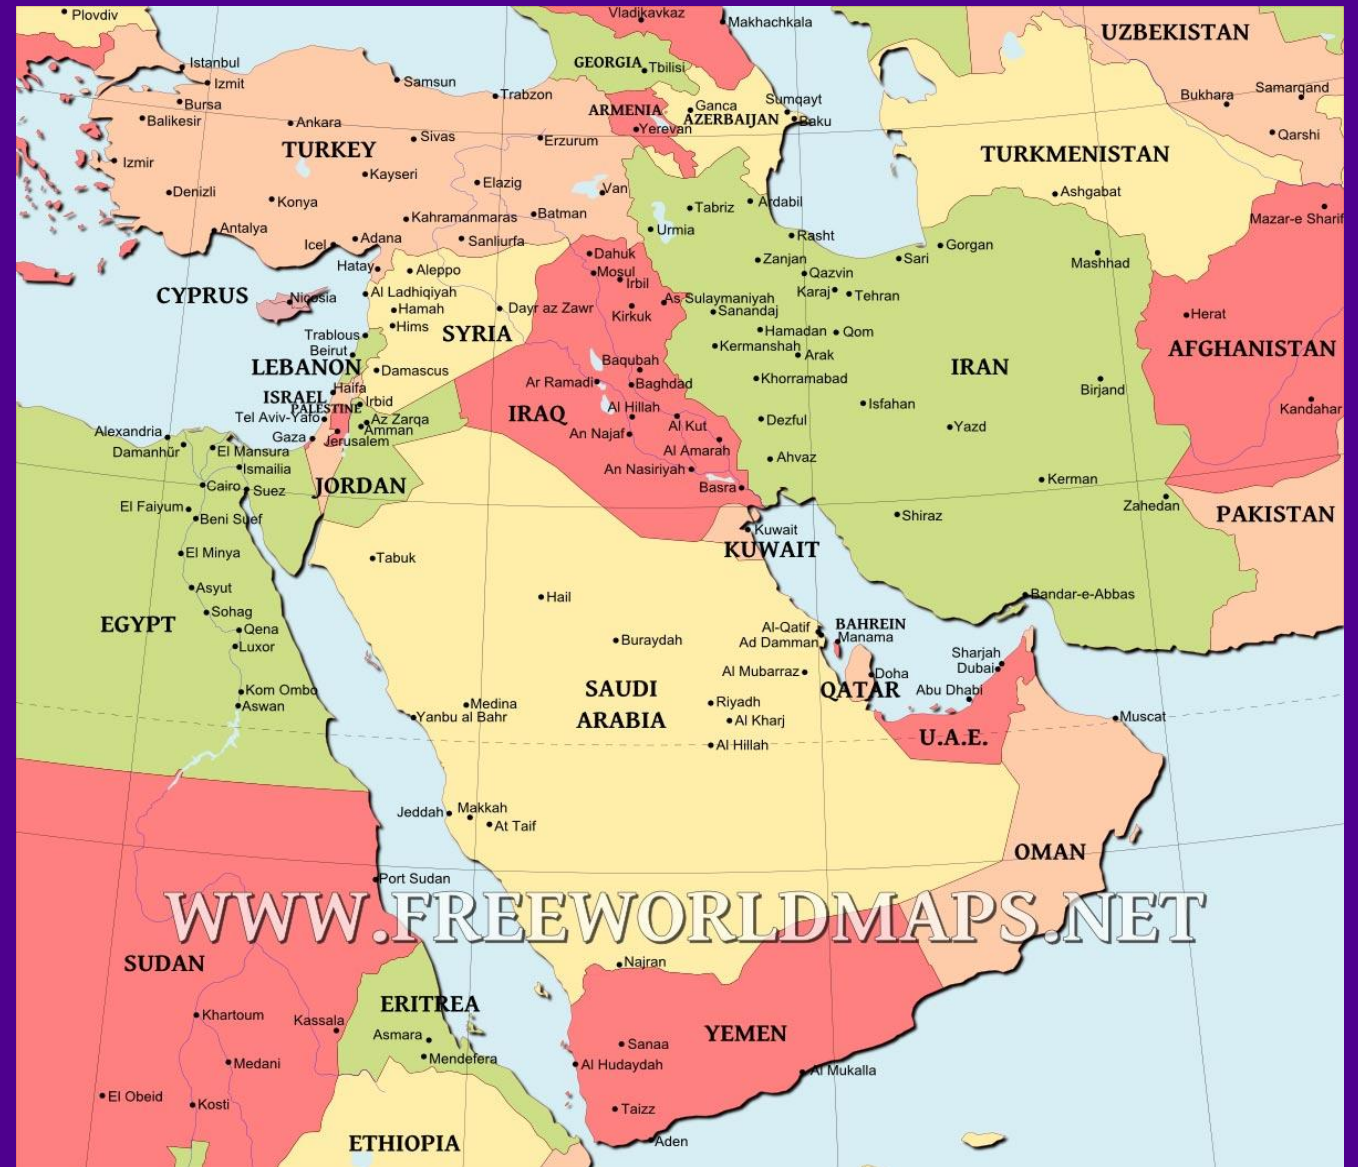 Plovdiv
Vladikavkaz
Makhachkala
UZBEKISTAN
Istanbul
GEORGIA
Tbilisi
Izmit
Samsun
Trabzon
Bursa
Balikesir
Ankara
Sivas
Erzurum
ARMENIA
Yerevan
Ganca
AZERBAIJAN
Sumqayt
Baku
Bukhara
Samarqand
Qarshi
TURKEY
TURKMENISTAN
Izmir
Kayseri
Elazig
Van
Ashgabat
Denizli
Konya
Kahramanmaras
Batman
Tabriz
Ardabil
Mazar-e Sharif
Antalya
Icel
Adana
Sanliurfa
Urmia
Rasht
Gorgan
Hatay
Aleppo
Dahuk
Mosul
Irbil
Zanjan
Qazvin
Sari
Mashhad
CYPRUS
Nicosia
Al Ladhiqiyah
Hamah
Hims
Dayr az Zawr
Kirkuk
As Sulaymaniyah
Sanandaj
Karaj
Tehran
Herat
Trablous
SYRIA
Hamadan
Qom
Beirut
LEBANON
Damascus
Baqubah
Kermanshah
Arak
IRAN
AFGHANISTAN
Haifa
ISRAEL
PALESTINE
Irbid
Ar Ramadi
Baghdad
Khorramabad
Birjand
Tel Aviv-Yafo
Az Zarqa
Amman
IRAQ
Al Hillah
Al Kut
Isfahan
Kandahar
Alexandria
Damanhūr
Gaza
Jerusalem
An Najaf
Al Amarah
Dezful
Yazd
El Mansura
Ismailia
An Nasiriyah
Ahvaz
Cairo
Suez
JORDAN
Basra
Kerman
El Faiyum
Beni Suef
Kuwait
KUWAIT
Shiraz
Zahedan
PAKISTAN
El Minya
Tabuk
Asyut
Hail
Bandar-e-Abbas
Sohag
EGYPT
Qena
Luxor
Buraydah
Al-Qatif
Ad Damman
BAHREIN
Manama
Sharjah
Dubai
Al Mubarraz
Doha
QATAR
Abu Dhabi
Kom Ombo
Aswan
Medina
Yanbu al Bahr
SAUDI
ARABIA
Riyadh
Al Kharj
Al Hillah
U.A.E.
Muscat
Jeddah
Makkah
At Taif
OMAN
Port Sudan
WWW.FREEWORLDMAPS.NET
SUDAN
Najran
ERITREA
Khartoum
Kassala
Asmara
Mendefera
YEMEN
Sanaa
Medani
Al Hudaydah
Al Mukalla
El Obeid
Kosti
Taizz
ETHIOPIA
Aden